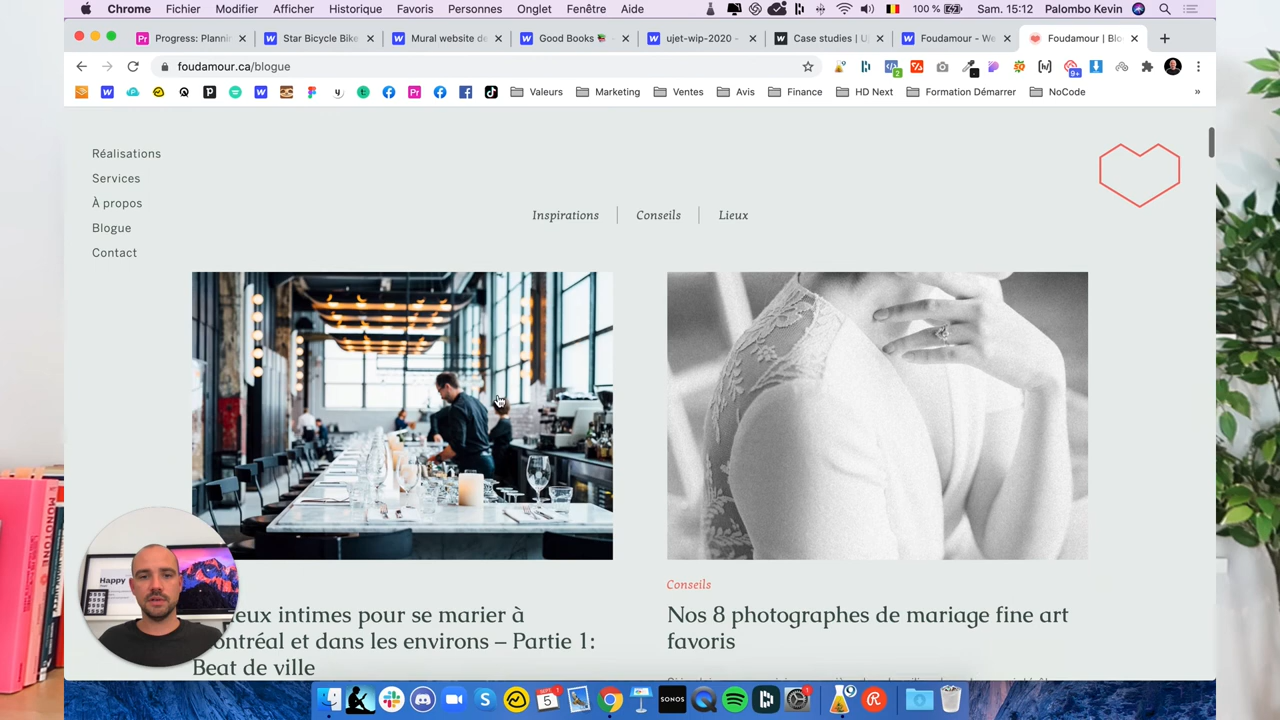 Chrome Fichier Modifier Afficher Historique Favoris Personnes Onglet Fenêtre Aide 100 % Sam. 15:12 Palombo Kevin
Progress: Planni Star Bicycle Bike Mural website de Good Books ujet-wip-2020 - Case studies | U Foudamour - We Foudamour | Blo
foudamour.ca/blogue
Valeurs Marketing Ventes Avis Finance HD Next Formation Démarrer NoCode »
Réalisations
Services
À propos
Blogue
Contact
Inspirations Conseils Lieux
Conseils
eux intimes pour se marier à
ontréal et dans les environs – Partie 1:
Beat de ville
Nos 8 photographes de mariage fine art
favoris
Happy
MONOTONE
SONOS